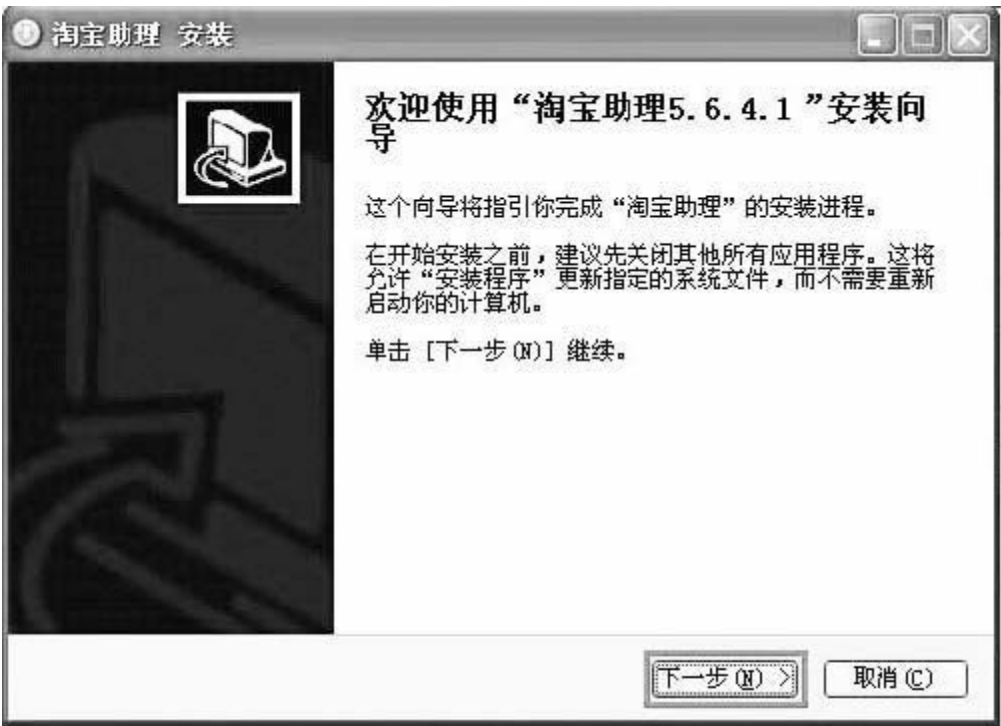 淘宝助理 安装
欢迎使用“淘宝助理5.6.4.1”安装向
导
这个向导将指引你完成“淘宝助理”的安装进程。
在开始安装之前，建议先关闭其他所有应用程序。这将
允许“安装程序”更新指定的系统文件，而不需要重新
启动你的计算机。
单击 [下一步(N)] 继续。
下一步(N) >
取消(C)